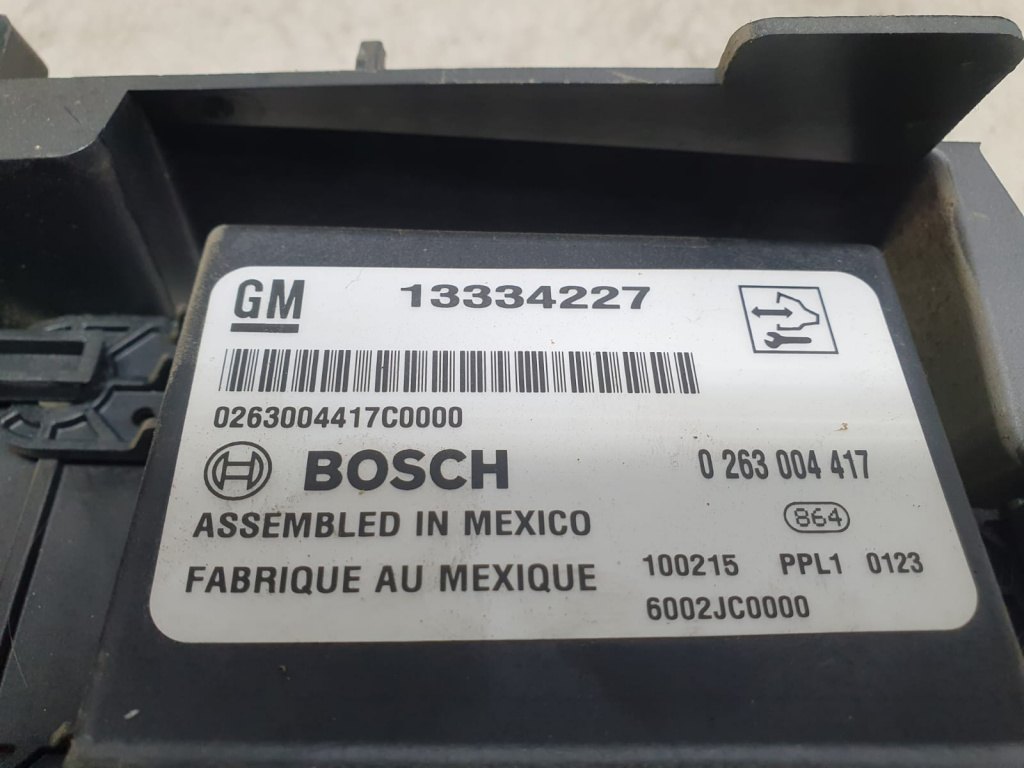 GM 13334227
0263004417C0000
BOSCH 0 263 004 417
ASSEMBLED IN MEXICO 864
FABRIQUE AU MEXIQUE 100215 PPL1 0123
6002JC0000